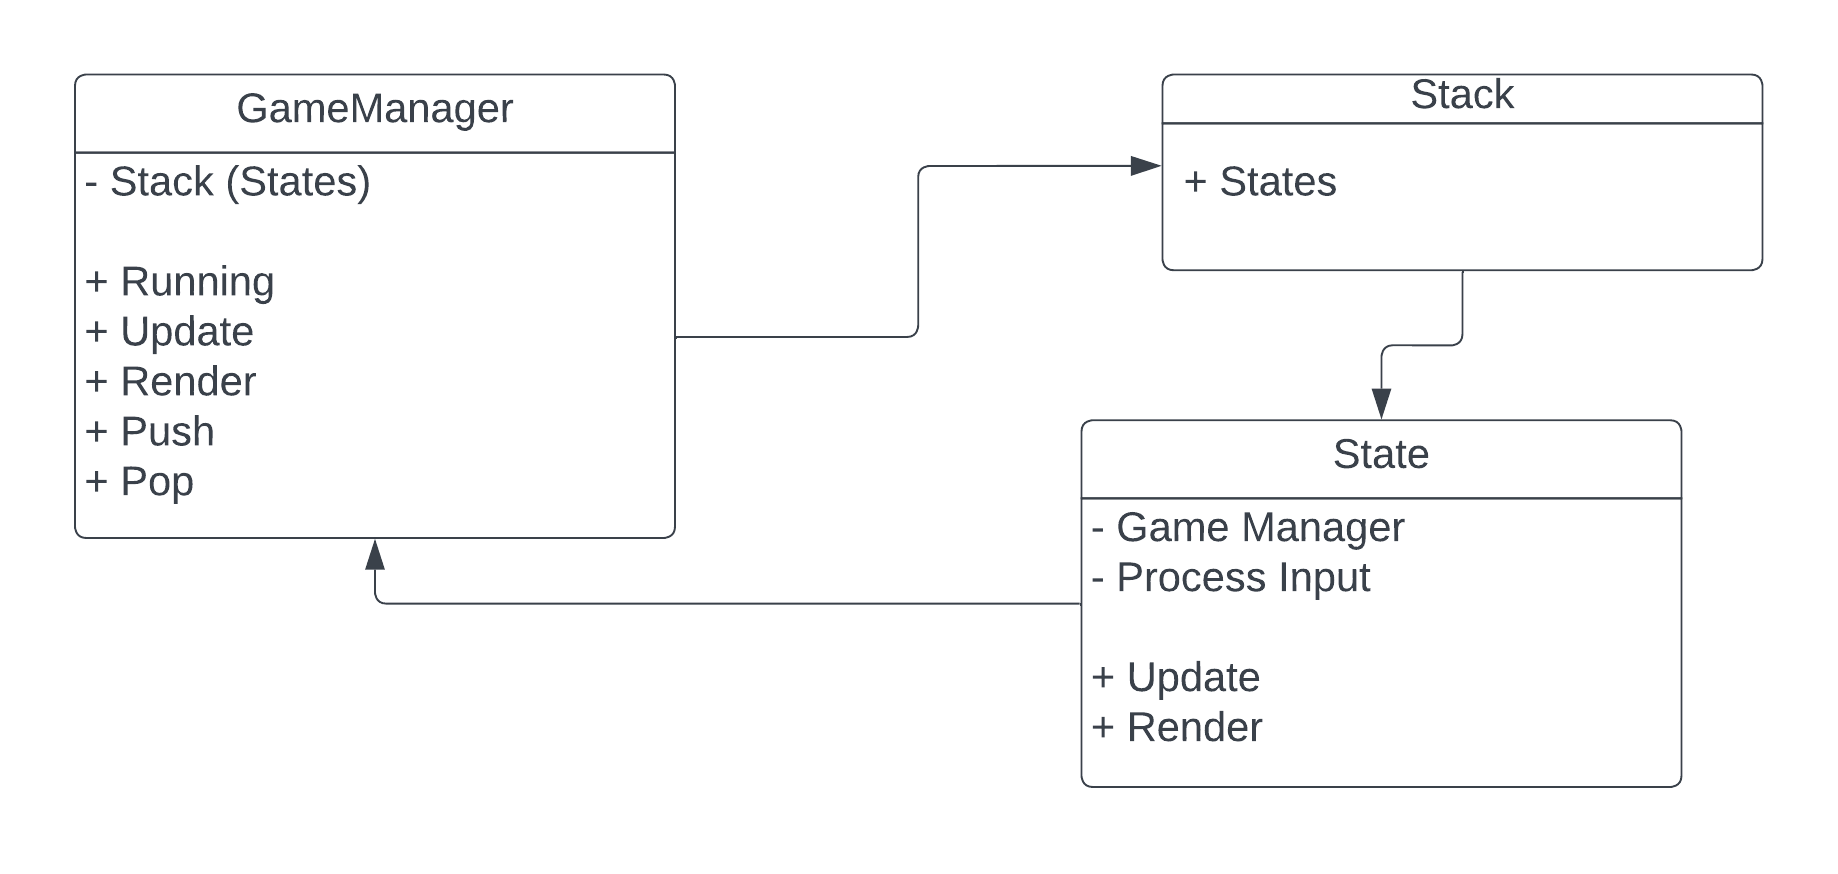 GameManager
- Stack (States)
+ Running
+ Update
+ Render
+ Push
+ Pop
Stack
+ States
State
- Game Manager
- Process Input
+ Update
+ Render